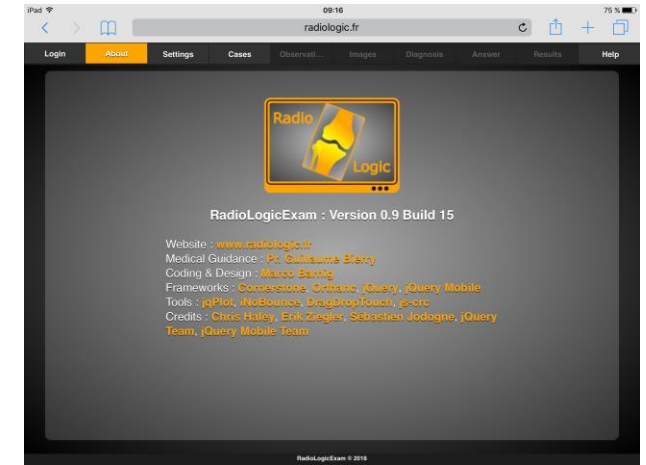 iPad 09:16 75 %
radiologic.fr
Login About Settings Cases Observati... Images Diagnosis Answer Results Help
Radio
Logic
RadioLogicExam : Version 0.9 Build 15
Website : www.radiologic.fr
Medical Guidance : Pr. Guillaume Bierry
Coding & Design : Marco Barnig
Frameworks : Cornerstone, Orthanc, jQuery, jQuery Mobile
Tools : jqPlot, iNoBounce, DragDropTouch, js-crc
Credits : Chris Hafey, Erik Ziegler, Sébastien Jodogne, jQuery
Team, jQuery Mobile Team
RadioLogicExam © 2016